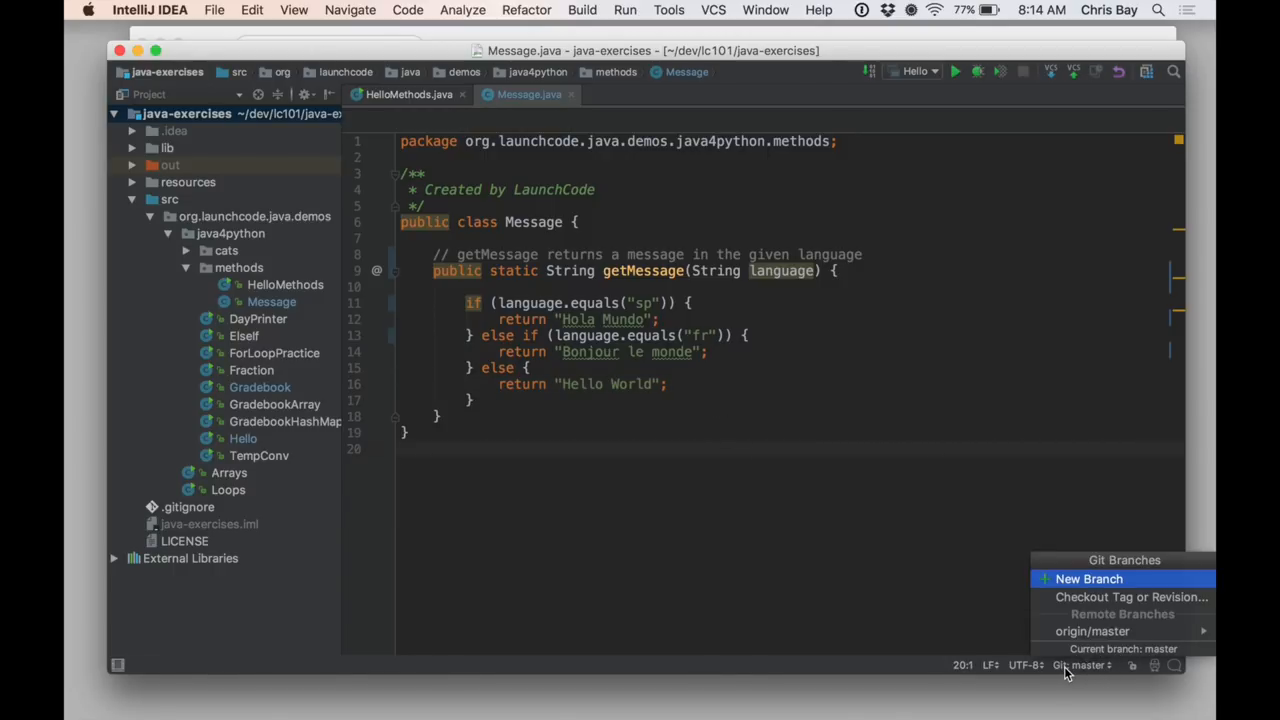 IntelliJ IDEA File Edit View Navigate Code Analyze Refactor Build Run Tools VCS Window Help 77% 8:14 AM Chris Bay
Message.java - java-exercises - [~/dev/lc101/java-exercises]
java-exercises src org launchcode java demos java4python methods Message Hello VCS VCS
Project HelloMethods.java Message.java
java-exercises ~/dev/lc101/java-ex
.idea
lib
out
resources
src
org.launchcode.java.demos
java4python
cats
methods
HelloMethods
Message
DayPrinter
ElseIf
ForLoopPractice
Fraction
Gradebook
GradebookArray
GradebookHashMap
Hello
TempConv
Arrays
Loops
.gitignore
java-exercises.iml
LICENSE
External Libraries
1 package org.launchcode.java.demos.java4python.methods;
2
3 /**
4 * Created by LaunchCode
5 */
6 public class Message {
7
8 // getMessage returns a message in the given language
9 @ public static String getMessage(String language) {
10
11 if (language.equals("sp")) {
12 return "Hola Mundo";
13 } else if (language.equals("fr")) {
14 return "Bonjour le monde";
15 } else {
16 return "Hello World";
17 }
18 }
19 }
20
Git Branches
New Branch
Checkout Tag or Revision...
Remote Branches
origin/master
Current branch: master
20:1 LF UTF-8 Git: master